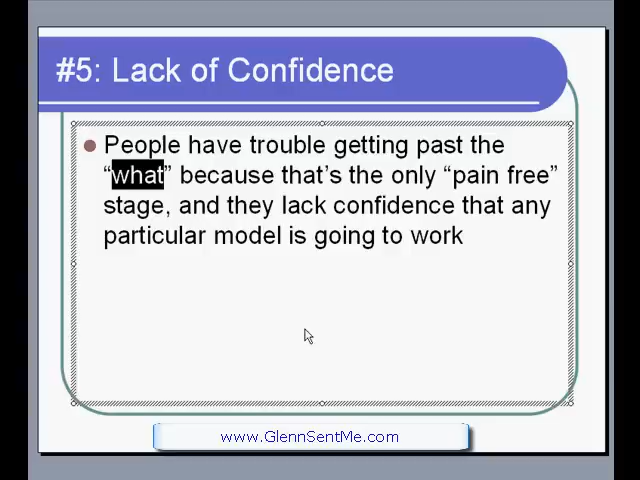 #5: Lack of Confidence
People have trouble getting past the
“what” because that’s the only “pain free”
stage, and they lack confidence that any
particular model is going to work
www.GlennSentMe.com